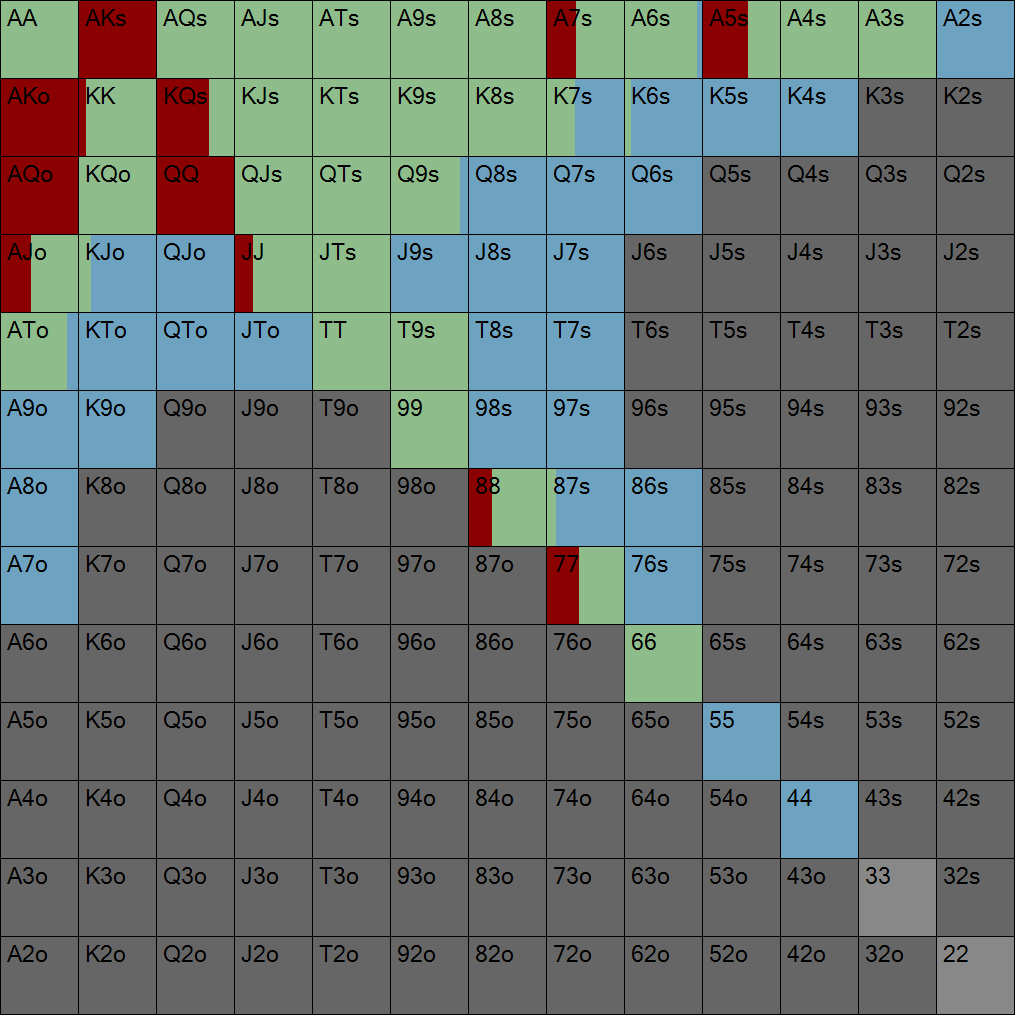 AA AKs AQs AJs ATs A9s A8s A7s A6s A5s A4s A3s A2s
AKo KK KQs KJs KTs K9s K8s K7s K6s K5s K4s K3s K2s
AQo KQo QQ QJs QTs Q9s Q8s Q7s Q6s Q5s Q4s Q3s Q2s
AJo KJo QJo JJ JTs J9s J8s J7s J6s J5s J4s J3s J2s
ATo KTo QTo JTo TT T9s T8s T7s T6s T5s T4s T3s T2s
A9o K9o Q9o J9o T9o 99 98s 97s 96s 95s 94s 93s 92s
A8o K8o Q8o J8o T8o 98o 88 87s 86s 85s 84s 83s 82s
A7o K7o Q7o J7o T7o 97o 87o 77 76s 75s 74s 73s 72s
A6o K6o Q6o J6o T6o 96o 86o 76o 66 65s 64s 63s 62s
A5o K5o Q5o J5o T5o 95o 85o 75o 65o 55 54s 53s 52s
A4o K4o Q4o J4o T4o 94o 84o 74o 64o 54o 44 43s 42s
A3o K3o Q3o J3o T3o 93o 83o 73o 63o 53o 43o 33 32s
A2o K2o Q2o J2o T2o 92o 82o 72o 62o 52o 42o 32o 22